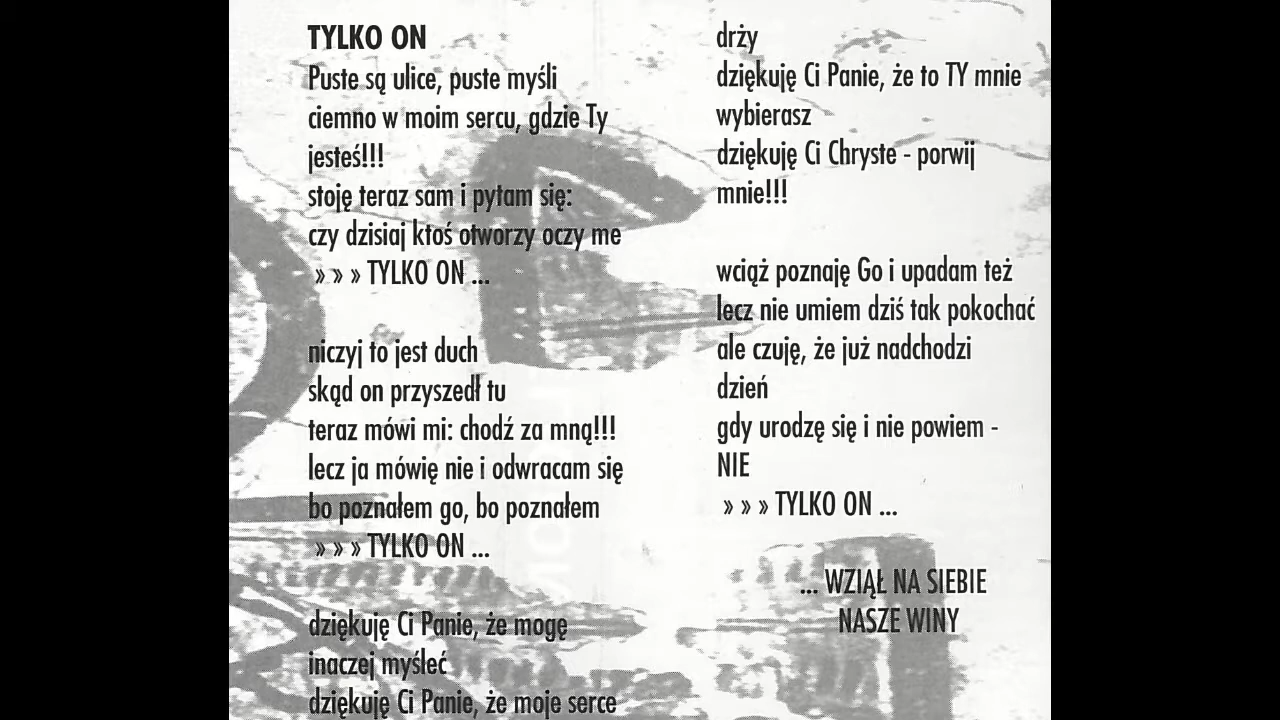 TYLKO ON
Puste są ulice, puste myśli
ciemno w moim sercu, gdzie Ty
jesteś!!!
stoję teraz sam i pytam się:
czy dzisiaj ktoś otworzy oczy me
» » » TYLKO ON ...
niczyj to jest duch
skąd on przyszedł tu
teraz mówi mi: chodź za mną!!!
lecz ja mówię nie i odwracam się
bo poznałem go, bo poznałem
» » » TYLKO ON ...
dziękuję Ci Panie, że mogę
inaczej myśleć
dziękuję Ci Panie, że moje serce
drży
dziękuję Ci Panie, że to TY mnie
wybierasz
dziękuję Ci Chryste - porwij
mnie!!!
wciąż poznaję Go i upadam też
lecz nie umiem dziś tak pokochać
ale czuję, że już nadchodzi
dzień
gdy urodzę się i nie powiem -
NIE
» » » TYLKO ON ...
... WZIĄŁ NA SIEBIE
NASZE WINY